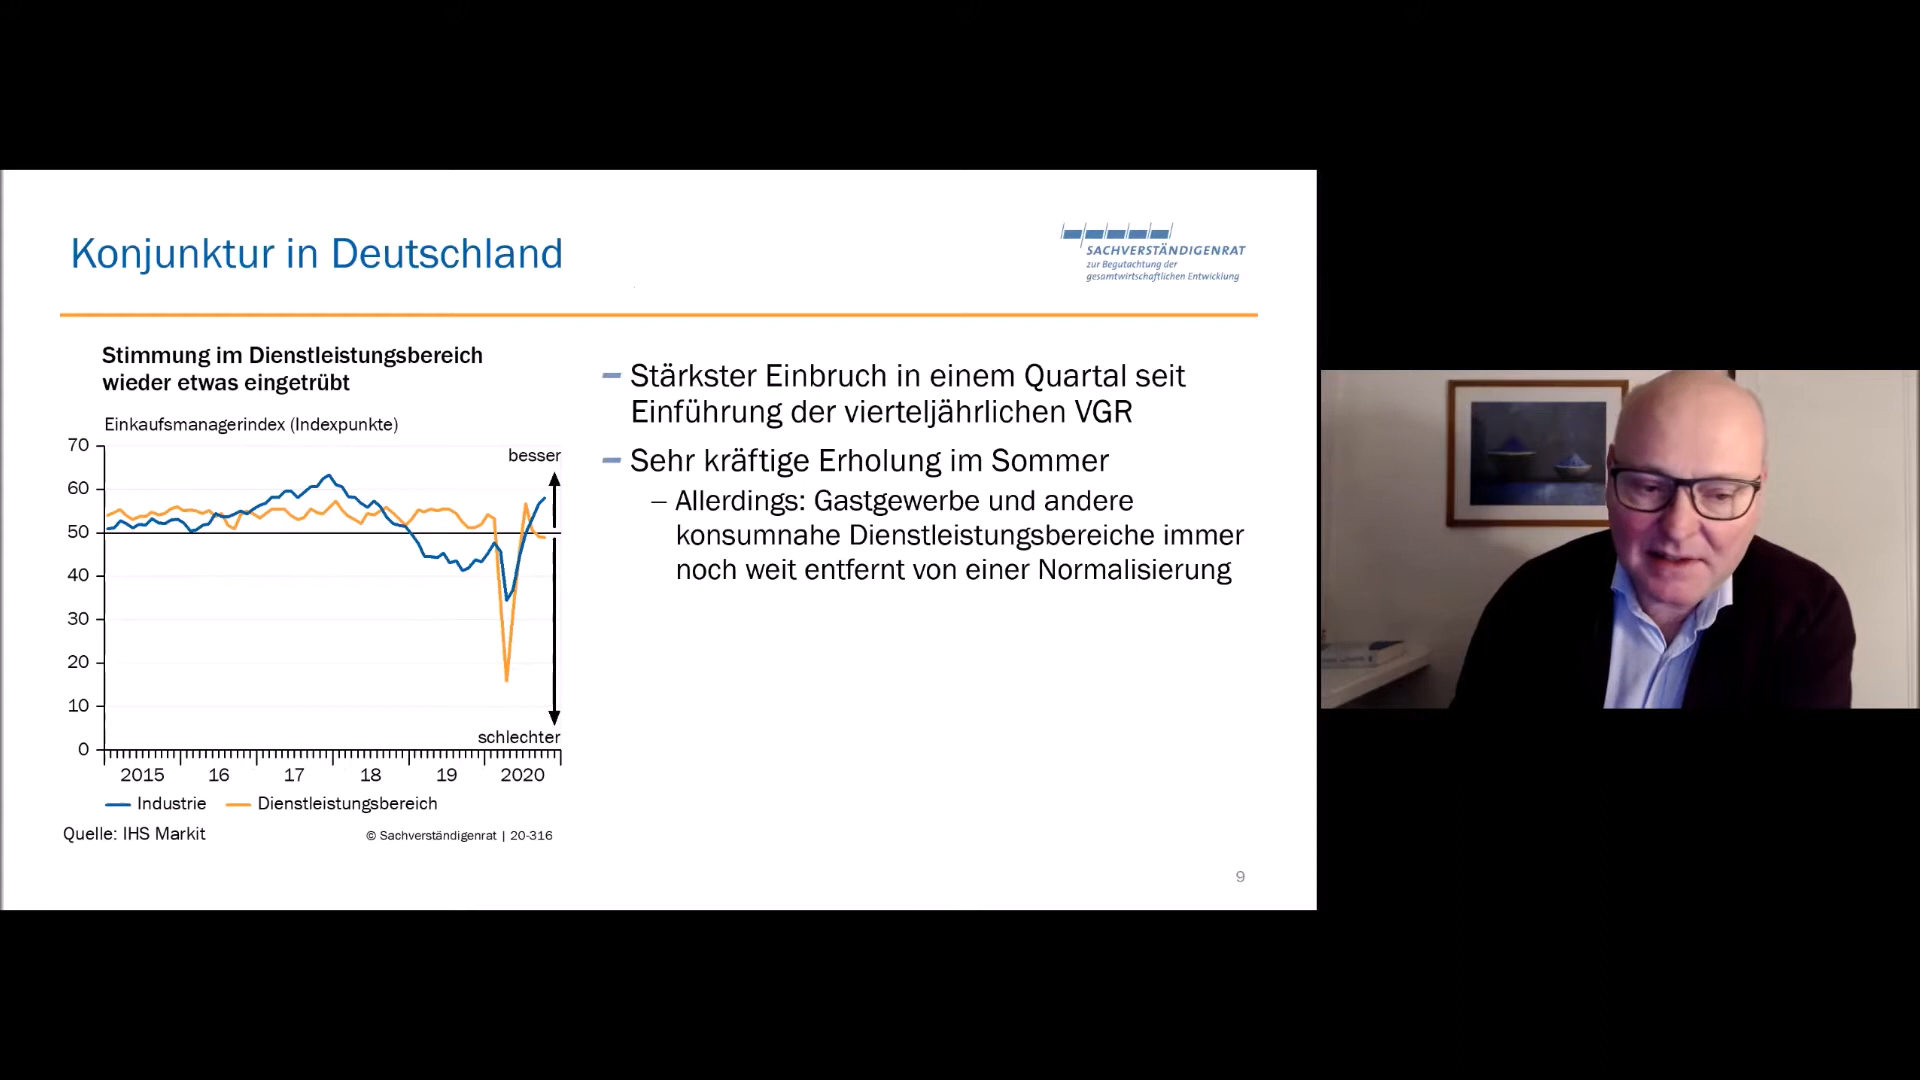 Konjunktur in Deutschland
SACHVERSTÄNDIGENRAT
zur Begutachtung der
gesamtwirtschaftlichen Entwicklung
Stimmung im Dienstleistungsbereich
wieder etwas eingetrübt
Einkaufsmanagerindex (Indexpunkte)
70
60
50
40
30
20
10
0
besser
schlechter
2015 16 17 18 19 2020
Industrie Dienstleistungsbereich
Quelle: IHS Markit
© Sachverständigenrat | 20-316
– Stärkster Einbruch in einem Quartal seit
Einführung der vierteljährlichen VGR
– Sehr kräftige Erholung im Sommer
– Allerdings: Gastgewerbe und andere
konsumnahe Dienstleistungsbereiche immer
noch weit entfernt von einer Normalisierung
9